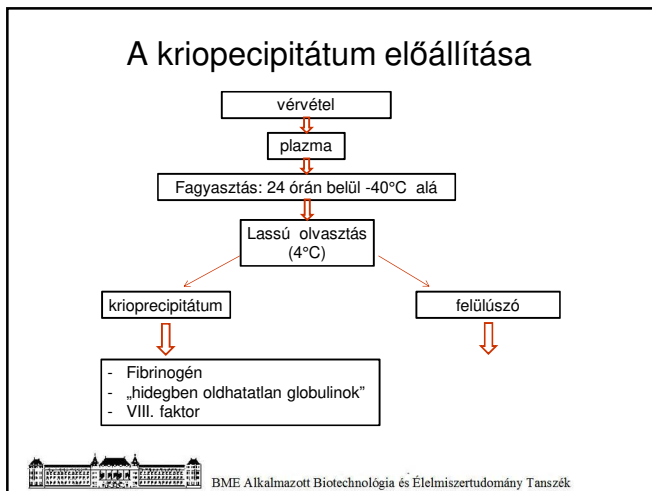 A kriopecipitátum előállítása
vérvétel
plazma
Fagyasztás: 24 órán belül -40°C alá
Lassú olvasztás
(4°C)
krioprecipitátum
felülúszó
- Fibrinogén
- „hidegben oldhatatlan globulinok”
- VIII. faktor
BME Alkalmazott Biotechnológia és Élelmiszertudomány Tanszék